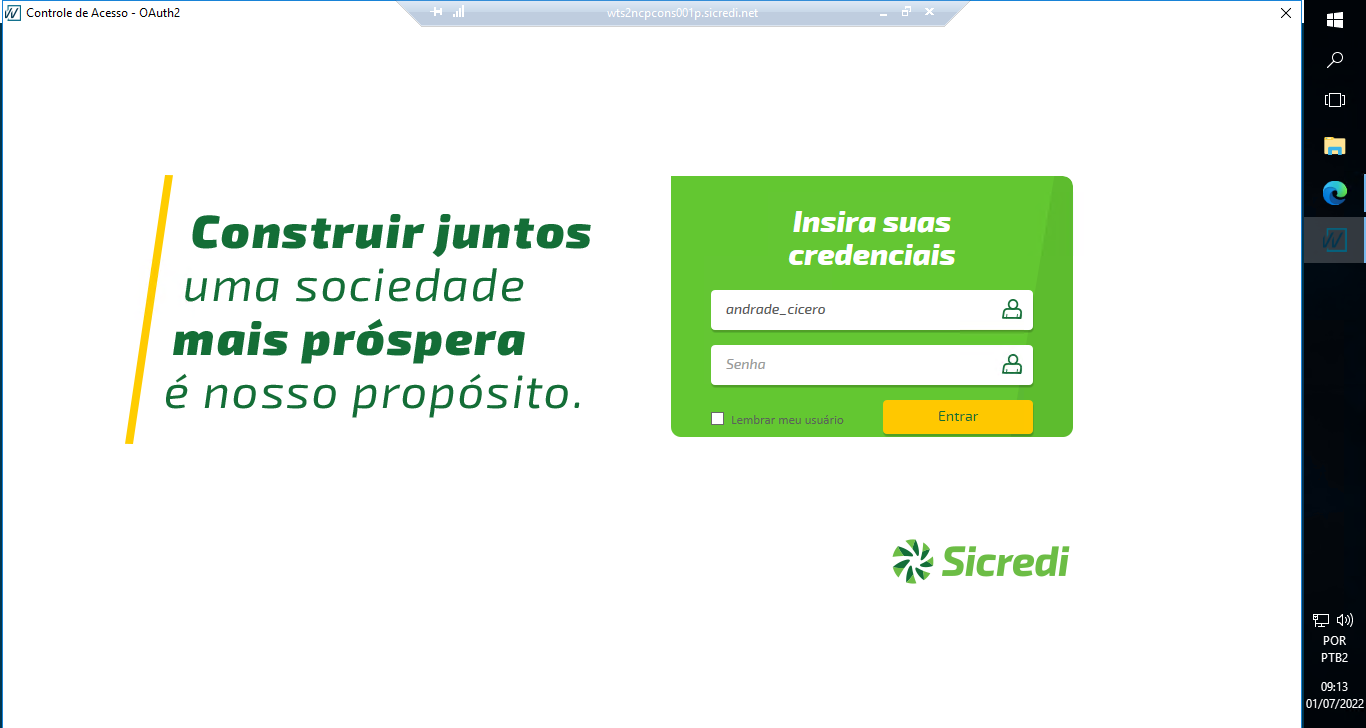 Controle de Acesso - OAuth2
wts2ncpcons001p.sicredi.net
Construir juntos
uma sociedade
mais próspera
é nosso propósito.
Insira suas
credenciais
andrade_cicero
Senha
Lembrar meu usuário
Entrar
Sicredi
POR
PTB2
09:13
01/07/2022